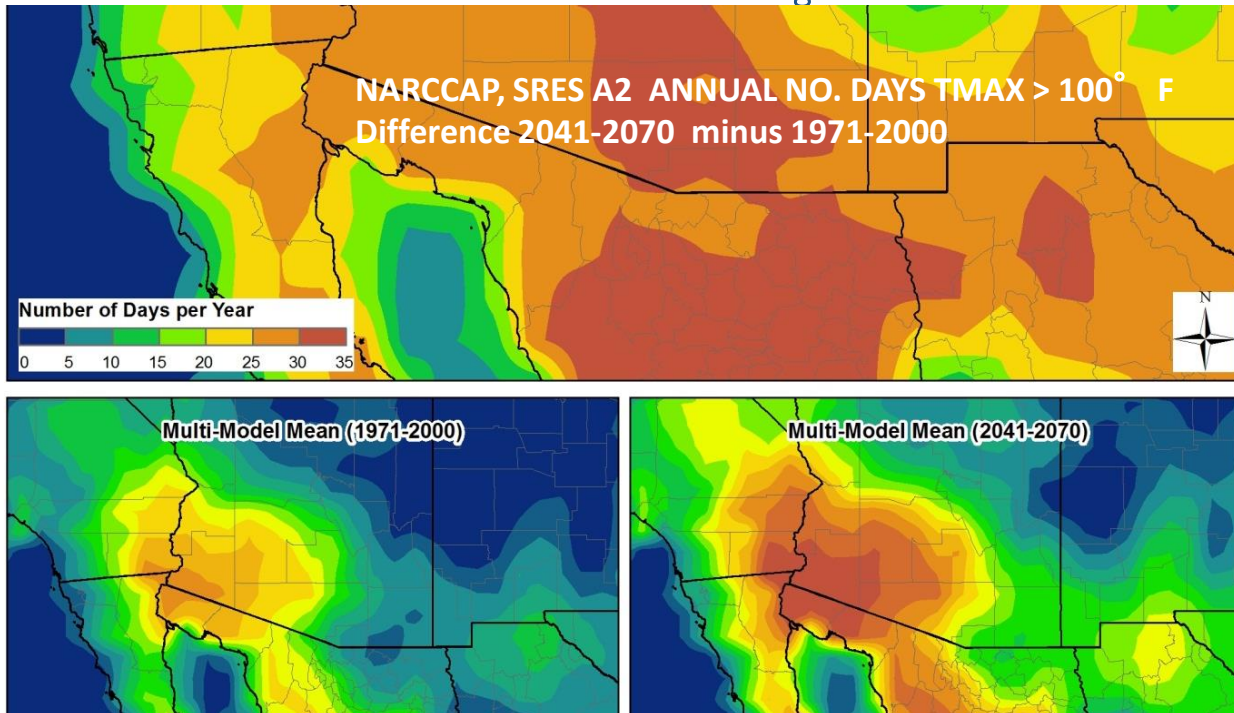 NARCCAP, SRES A2 ANNUAL NO. DAYS TMAX > 100° F
Difference 2041-2070 minus 1971-2000
Number of Days per Year
0 5 10 15 20 25 30 35
N
Multi-Model Mean (1971-2000)
Multi-Model Mean (2041-2070)